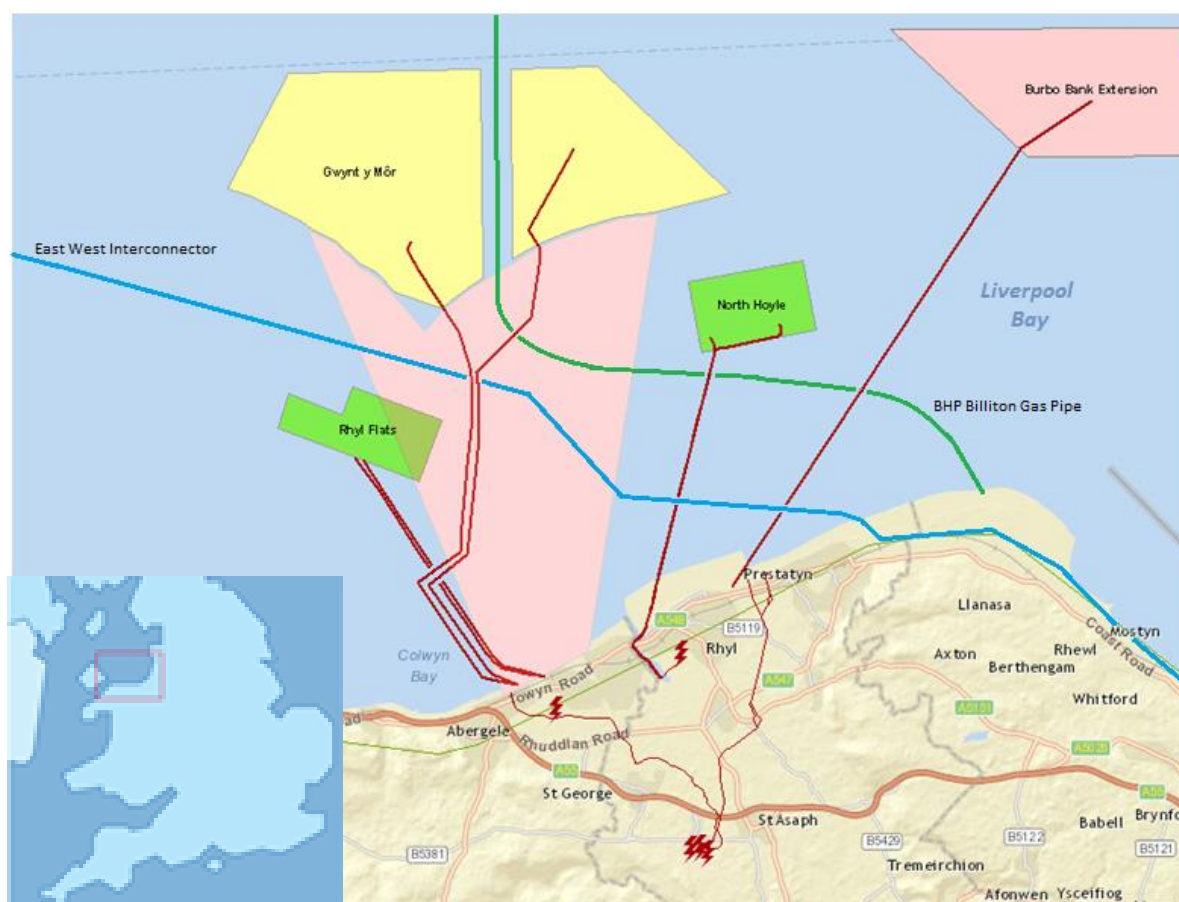 Burbo Bank Extension
Gwynt y Môr
East West Interconnector
Liverpool
Bay
North Hoyle
BHP Billiton Gas Pipe
Rhyl Flats
Prestatyn
Llanasa
Coast Road
Mostyn
A548
B5119
Rhyl
Axton
Rhewl
Berthengam
Colwyn
Bay
Towyn Road
A547
Whitford
A5151
Abergele
Rhuddlan Road
A5026
A55
St George
St Asaph
A55
Babell
Brynfo
B5381
B5429
B5122
B5121
Tremeirchion
Afonwen
Ysceifiog